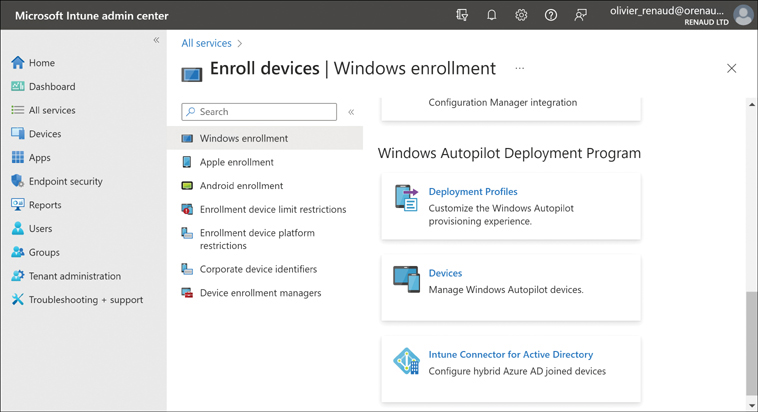 Microsoft Intune admin center
olivier_renaud@orenau...
RENAUD LTD
«
Home
Dashboard
All services
Devices
Apps
Endpoint security
Reports
Users
Groups
Tenant administration
Troubleshooting + support
All services >
Enroll devices | Windows enrollment ...
Search
«
Windows enrollment
Apple enrollment
Android enrollment
Enrollment device limit restrictions
Enrollment device platform
restrictions
Corporate device identifiers
Device enrollment managers
Configuration Manager integration
Windows Autopilot Deployment Program
Deployment Profiles
Customize the Windows Autopilot
provisioning experience.
Devices
Manage Windows Autopilot devices.
Intune Connector for Active Directory
Configure hybrid Azure AD joined devices